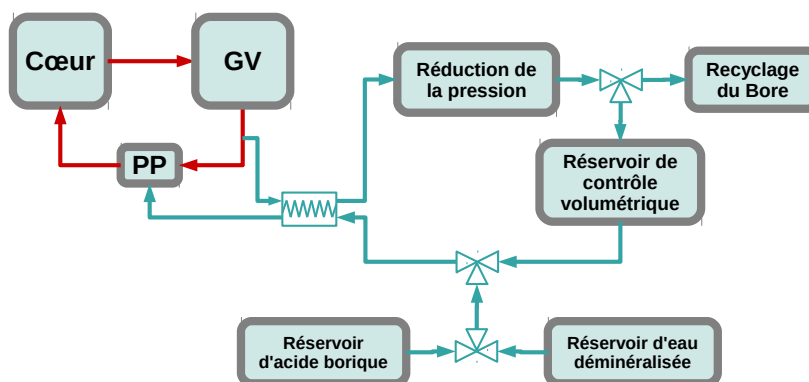 Cœur
GV
Réduction de
la pression
Recyclage
du Bore
PP
Réservoir de
contrôle
volumétrique
Réservoir
d'acide borique
Réservoir d'eau
déminéralisée